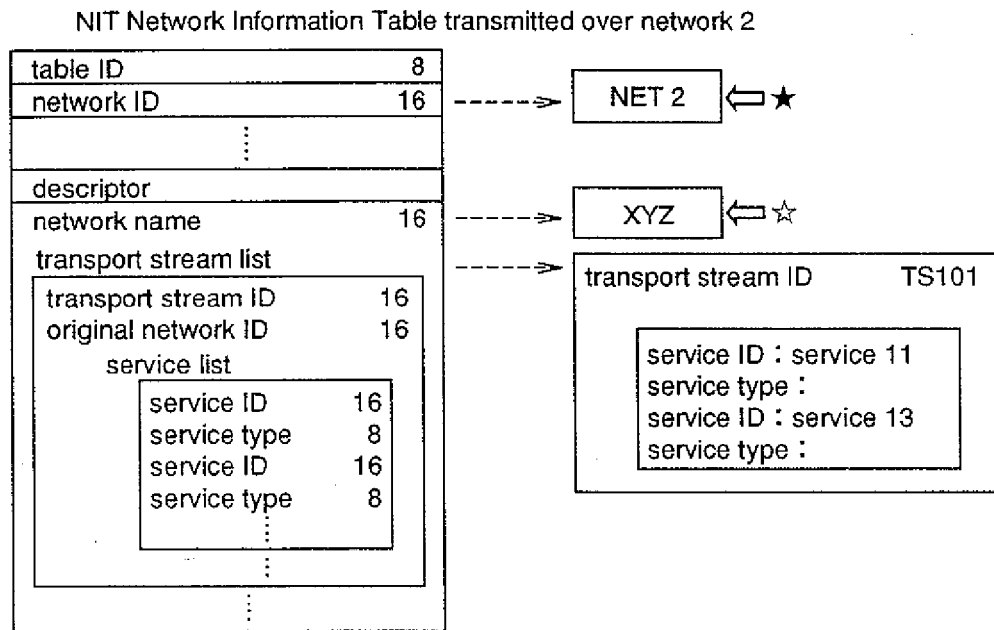 NIT Network Information Table transmitted over network 2
table ID 8
network ID 16
descriptor
network name 16
transport stream list
transport stream ID 16
original network ID 16
service list
service ID 16
service type 8
service ID 16
service type 8
NET 2
XYZ
transport stream ID TS101
service ID : service 11
service type :
service ID : service 13
service type :